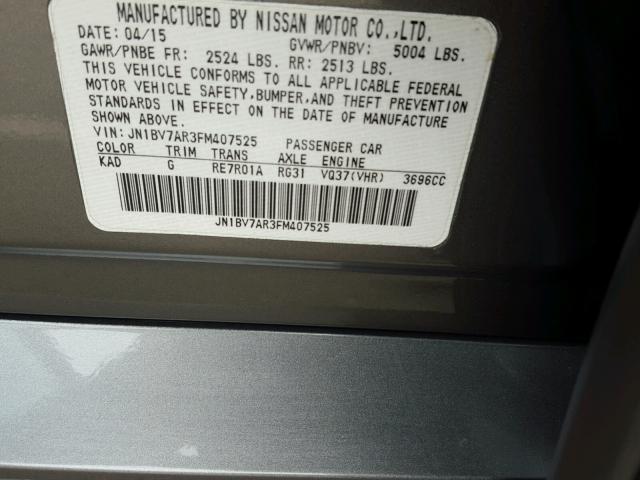 MANUFACTURED BY NISSAN MOTOR CO.,LTD.
DATE: 04/15 GVWR/PNBV: 5004 LBS.
GAWR/PNBE FR: 2524 LBS. RR: 2513 LBS.
THIS VEHICLE CONFORMS TO ALL APPLICABLE FEDERAL
MOTOR VEHICLE SAFETY,BUMPER,AND THEFT PREVENTION
STANDARDS IN EFFECT ON THE DATE OF MANUFACTURE
SHOWN ABOVE.
VIN: JN1BV7AR3FM407525 PASSENGER CAR
COLOR TRIM TRANS AXLE ENGINE
KAD G RE7R01A RG31 VQ37(VHR) 3696CC
JN1BV7AR3FM407525